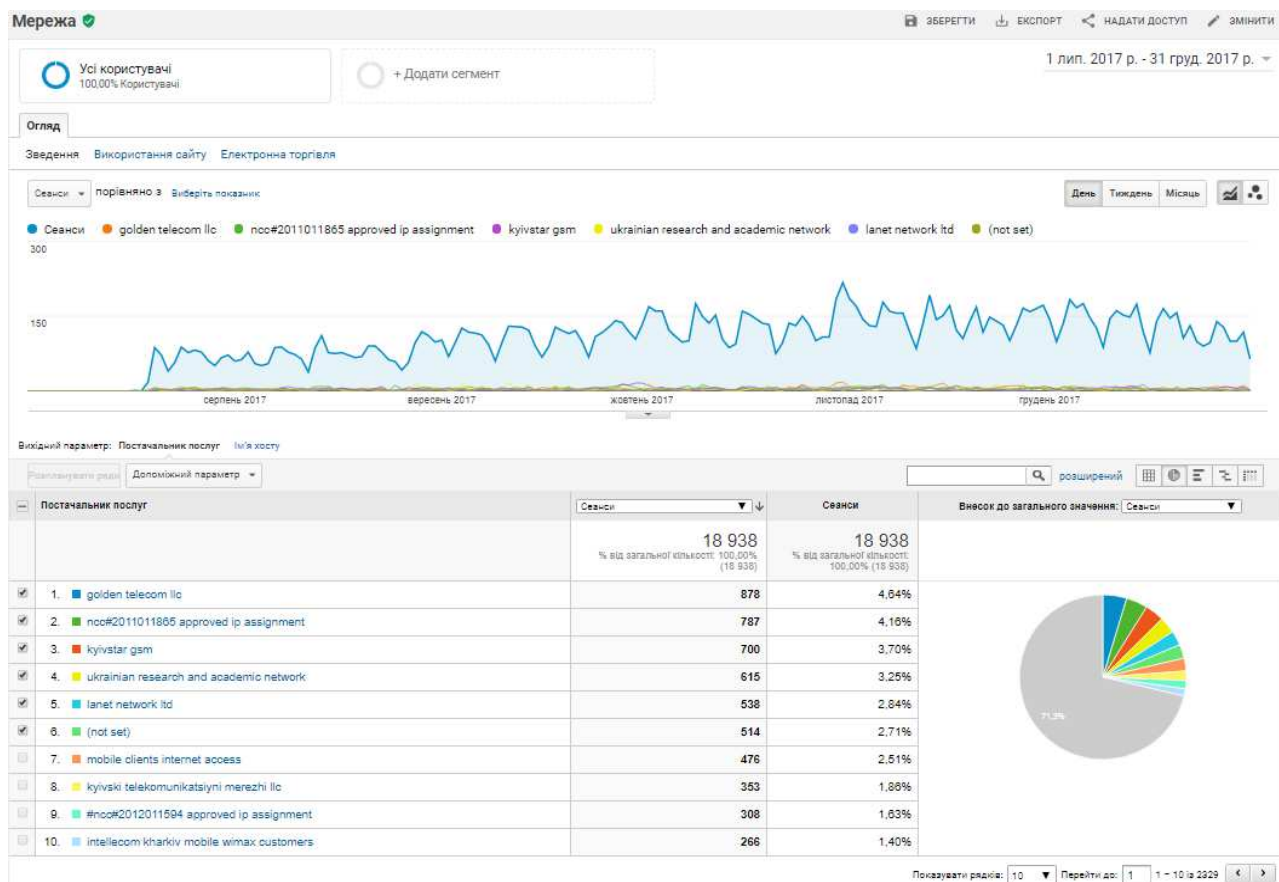 Мережа
ЗБЕРЕГТИ ЕКСПОРТ НАДАТИ ДОСТУП ЗМІНИТИ
Усі користувачі
100,00% Користувачі
+ Додати сегмент
1 лип. 2017 р. - 31 груд. 2017 р.
Огляд
Зведення Використання сайту Електронна торгівля
Сеанси порівняно з Виберіть показник
День Тиждень Місяць
Сеанси golden telecom llc ncc#2011011865 approved ip assignment kyivstar gsm ukrainian research and academic network lanet network ltd (not set)
300
150
серпень 2017 вересень 2017 жовтень 2017 листопад 2017 грудень 2017
Вихідний параметр: Постачальник послуг Ім'я хосту
Розпланувати ряди Допоміжний параметр
розширений
Постачальник послуг Сеанси Сеанси Внесок до загального значення: Сеанси
18 938 18 938
% від загальної кількості: 100,00% (18 938) % від загальної кількості: 100,00% (18 938)
1. golden telecom llc 878 4,64%
2. ncc#2011011865 approved ip assignment 787 4,16%
3. kyivstar gsm 700 3,70%
4. ukrainian research and academic network 615 3,25%
5. lanet network ltd 538 2,84%
6. (not set) 514 2,71%
7. mobile clients internet access 476 2,51%
8. kyivski telekomunikatsiyni merezhi llc 353 1,86%
9. #ncc#2012011594 approved ip assignment 308 1,63%
10. intellecom kharkiv mobile wimax customers 266 1,40%
71,3%
Показувати рядків: 10 Перейти до: 1 1 – 10 із 2329